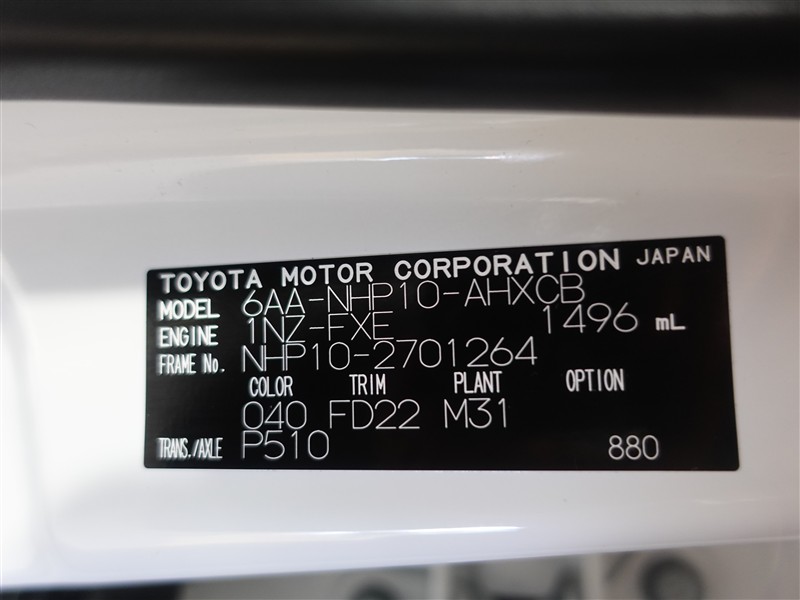 TOYOTA MOTOR CORPORATION JAPAN
MODEL 6AA-NHP10-AHXCB
ENGINE 1NZ-FXE 1496 mL
FRAME No. NHP10-2701264
COLOR TRIM PLANT OPTION
040 FD22 M31
TRANS./AXLE P510 880